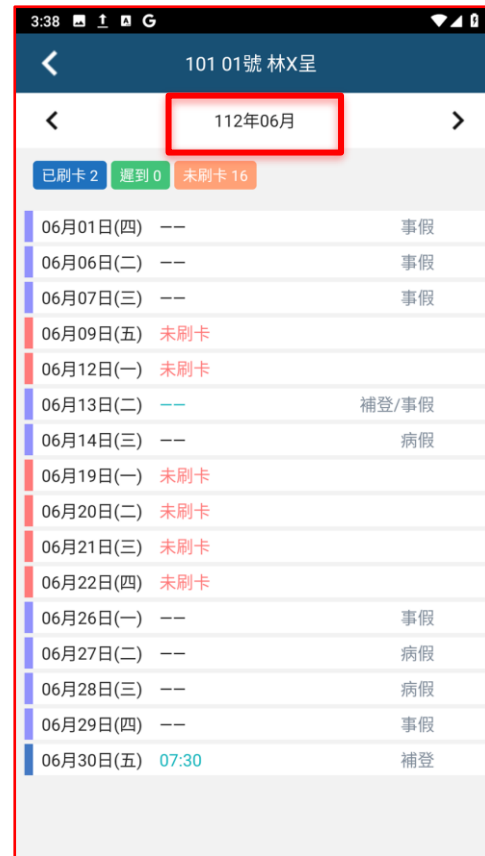 3:38
101 01號 林X呈
112年06月
已刷卡 2 遲到 0 未刷卡 16
06月01日(四) –– 事假
06月06日(二) –– 事假
06月07日(三) –– 事假
06月09日(五) 未刷卡
06月12日(一) 未刷卡
06月13日(二) –– 補登/事假
06月14日(三) –– 病假
06月19日(一) 未刷卡
06月20日(二) 未刷卡
06月21日(三) 未刷卡
06月22日(四) 未刷卡
06月26日(一) –– 事假
06月27日(二) –– 病假
06月28日(三) –– 病假
06月29日(四) –– 事假
06月30日(五) 07:30 補登